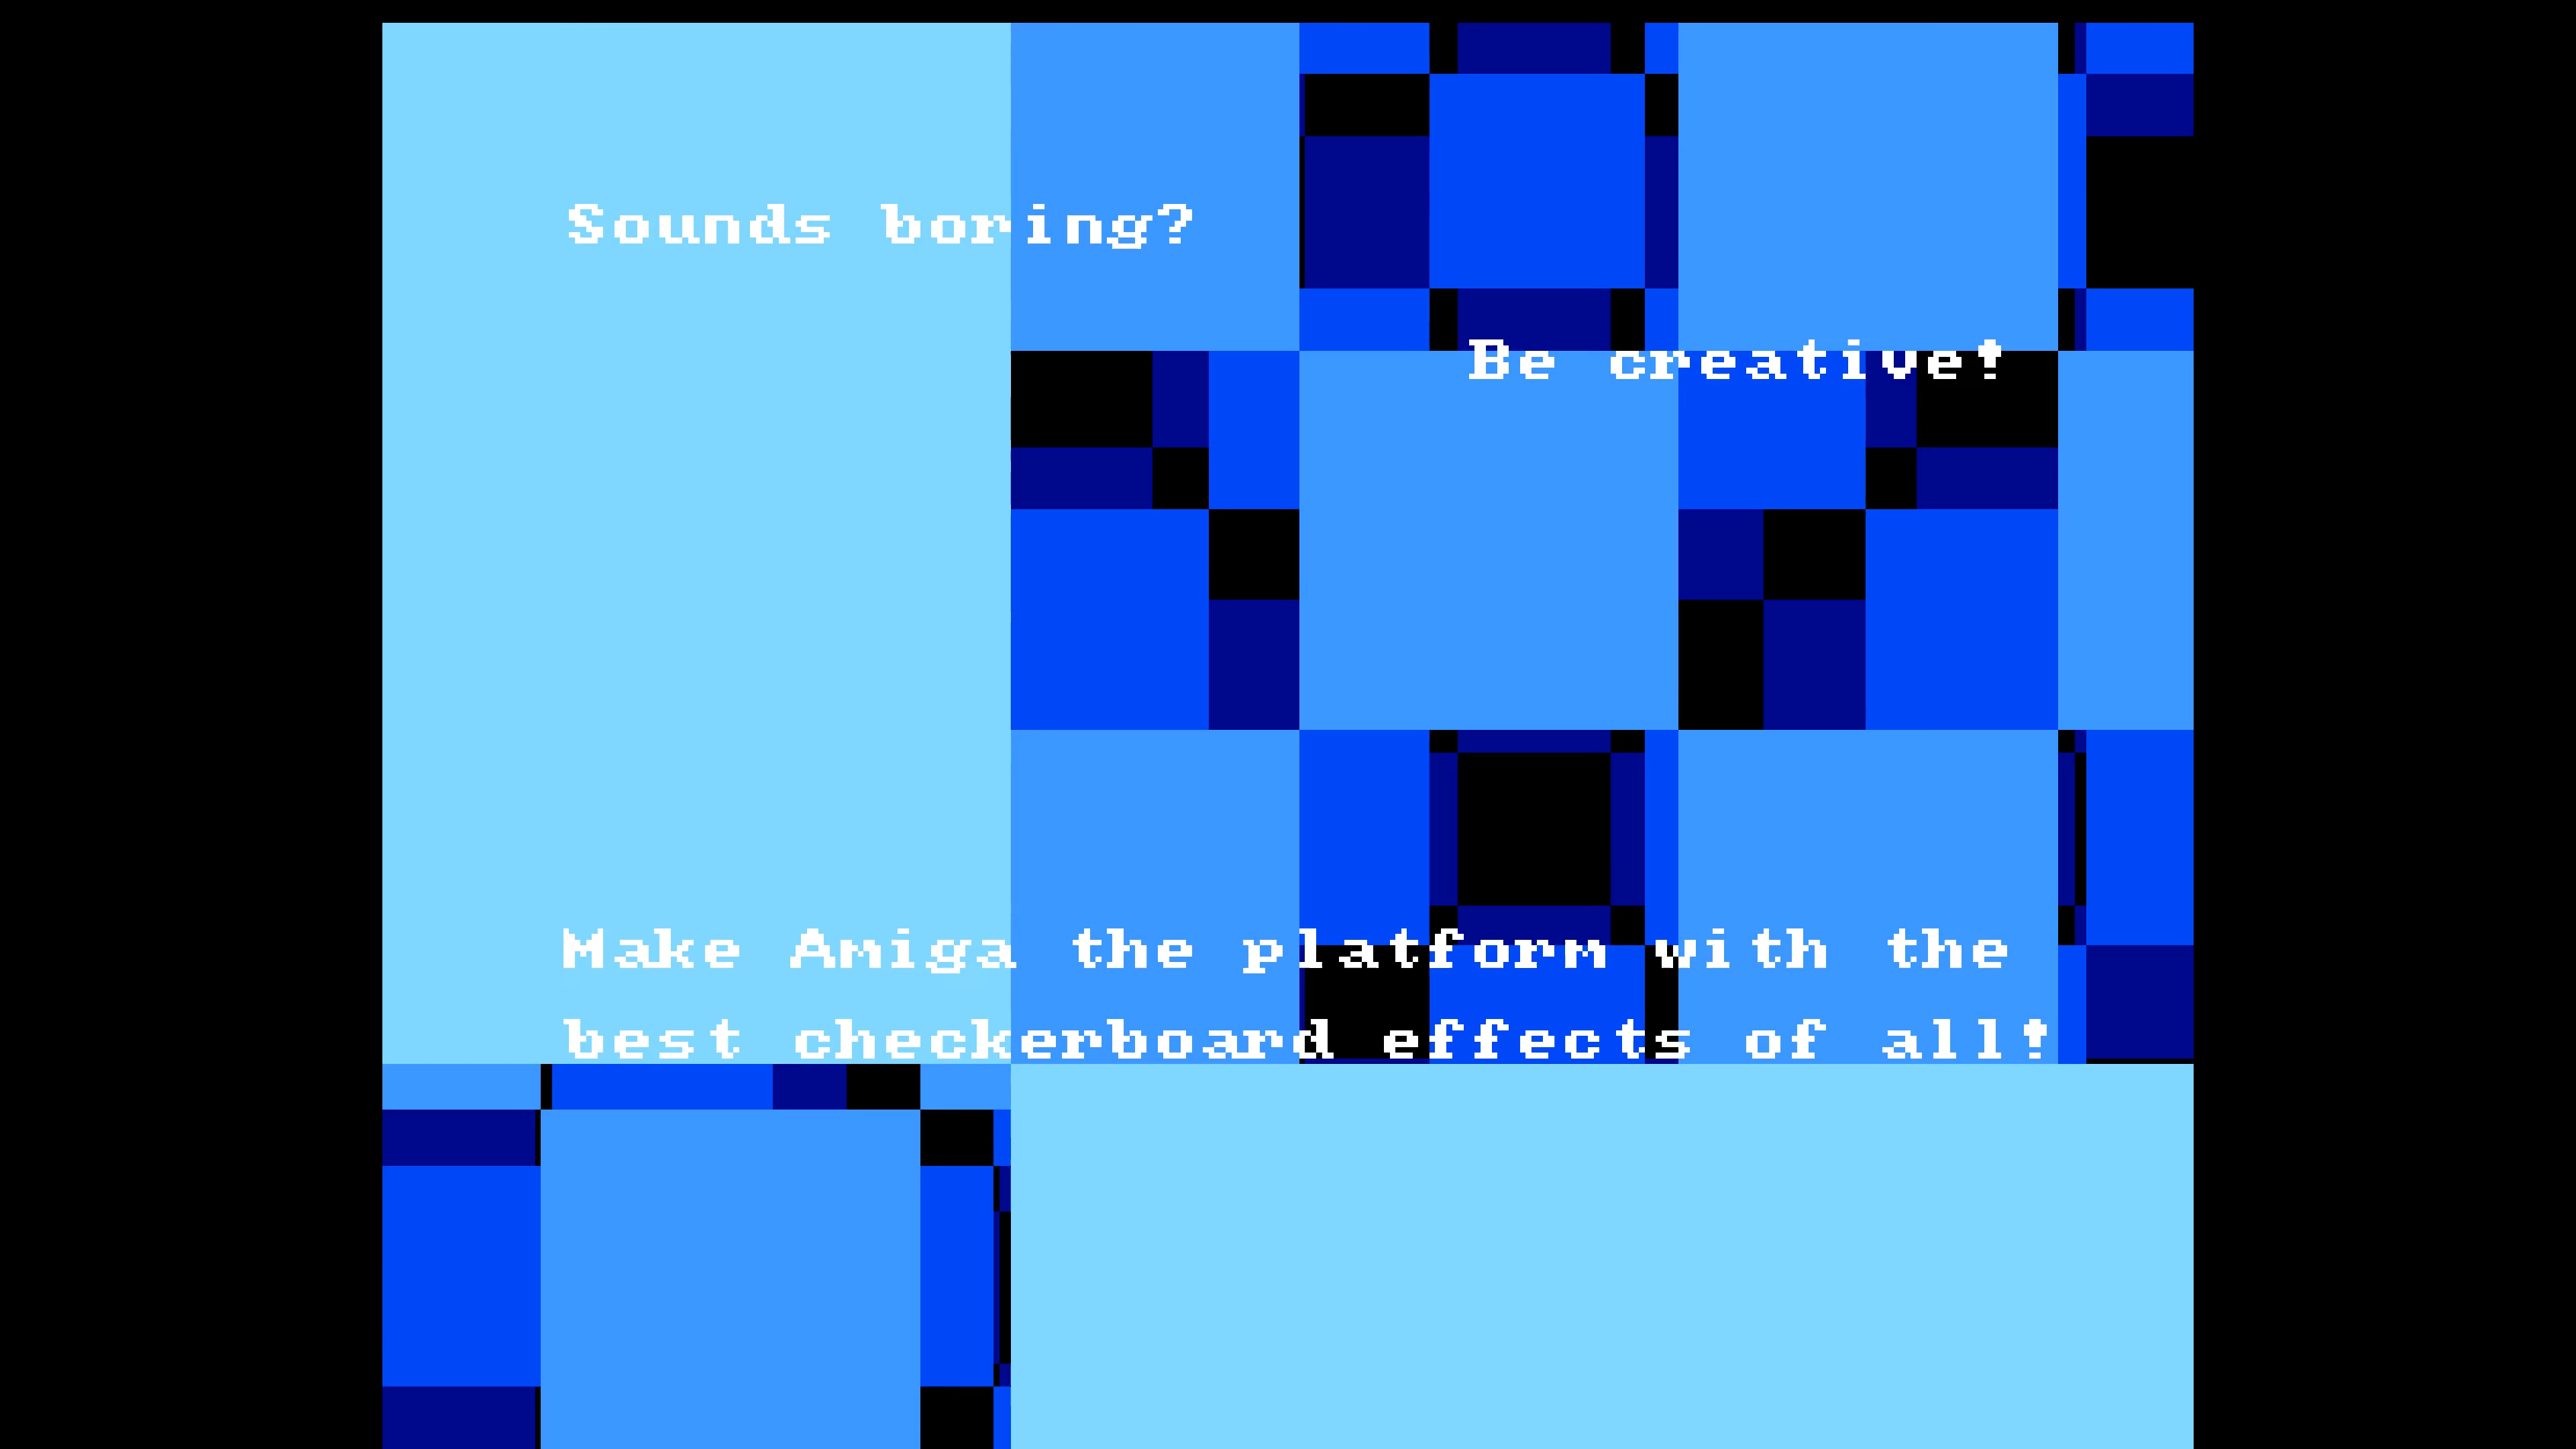 Sounds boring?
Be creative!
Make Amiga the platform with the
best checkerboard effects of all!